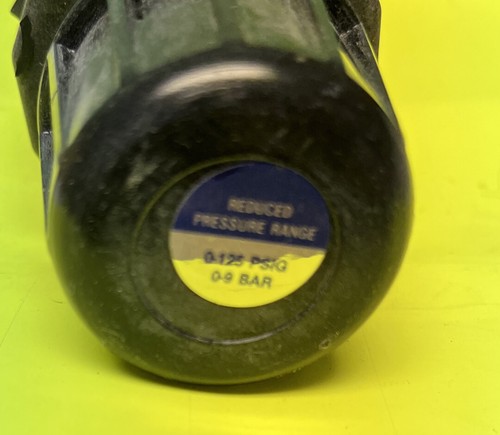 REDUCED
PRESSURE RANGE
0-125 PSIG
0-9 BAR